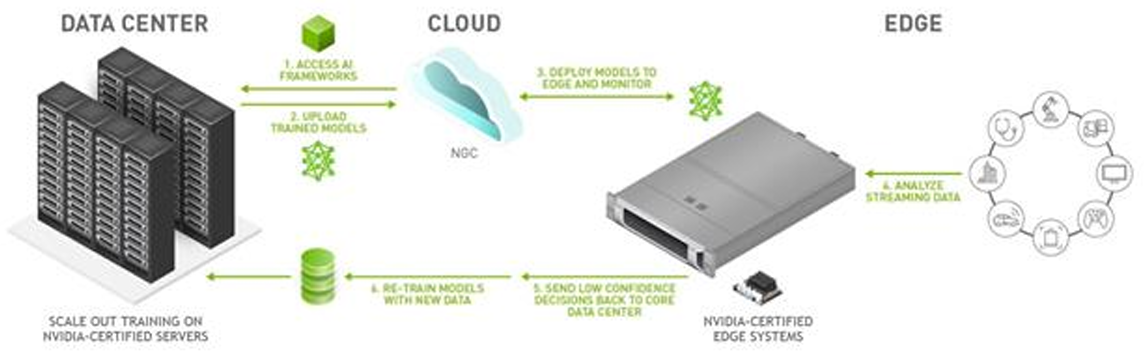 DATA CENTER
CLOUD
EDGE
1. ACCESS AI
FRAMEWORKS
2. UPLOAD
TRAINED MODELS
NGC
3. DEPLOY MODELS TO
EDGE AND MONITOR
4. ANALYZE
STREAMING DATA
6. RE-TRAIN MODELS
WITH NEW DATA
5. SEND LOW CONFIDENCE
DECISIONS BACK TO CORE
DATA CENTER
SCALE OUT TRAINING ON
NVIDIA-CERTIFIED SERVERS
NVIDIA-CERTIFIED
EDGE SYSTEMS